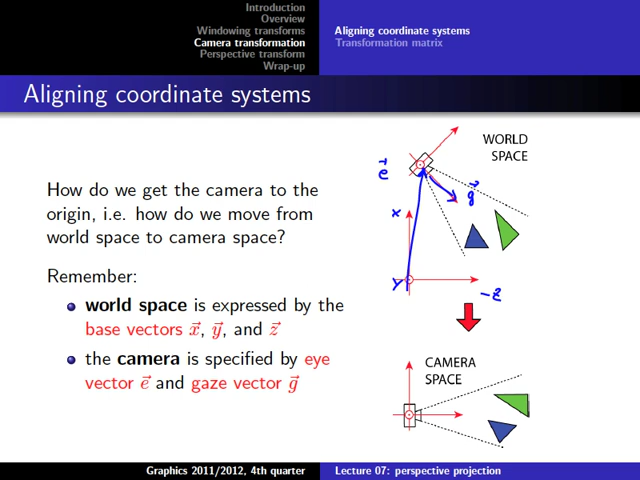 Introduction
Overview
Windowing transforms
Camera transformation
Perspective transform
Wrap-up
Aligning coordinate systems
Transformation matrix
Aligning coordinate systems
How do we get the camera to the
origin, i.e. how do we move from
world space to camera space?
Remember:
world space is expressed by the
base vectors x⃗, y⃗, and z⃗
the camera is specified by eye
vector e⃗ and gaze vector g⃗
WORLD
SPACE
e⃗
g⃗
X
Y
-Z
CAMERA
SPACE
Graphics 2011/2012, 4th quarter
Lecture 07: perspective projection